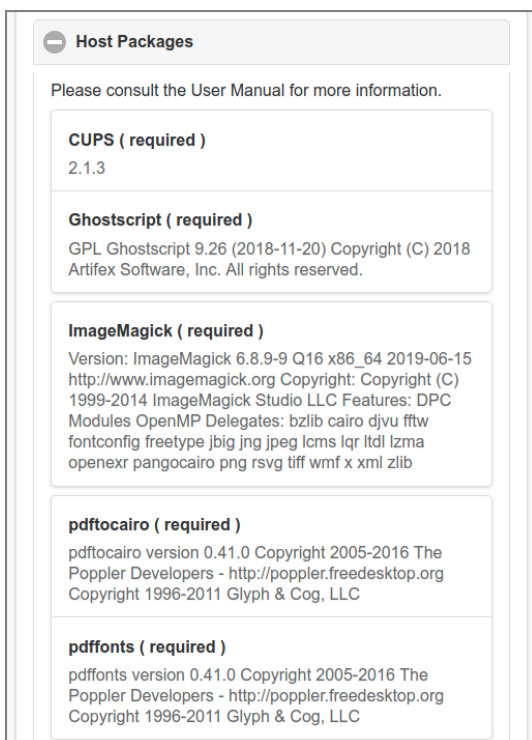 Host Packages
Please consult the User Manual for more information.
CUPS ( required )
2.1.3
Ghostscript ( required )
GPL Ghostscript 9.26 (2018-11-20) Copyright (C) 2018
Artifex Software, Inc. All rights reserved.
ImageMagick ( required )
Version: ImageMagick 6.8.9-9 Q16 x86_64 2019-06-15
http://www.imagemagick.org Copyright: Copyright (C)
1999-2014 ImageMagick Studio LLC Features: DPC
Modules OpenMP Delegates: bzlib cairo djvu fftw
fontconfig freetype jbig jng jpeg lcms lqr ltdl lzma
openexr pangocairo png rsvg tiff wmf x xml zlib
pdftocairo ( required )
pdftocairo version 0.41.0 Copyright 2005-2016 The
Poppler Developers - http://poppler.freedesktop.org
Copyright 1996-2011 Glyph & Cog, LLC
pdffonts ( required )
pdffonts version 0.41.0 Copyright 2005-2016 The
Poppler Developers - http://poppler.freedesktop.org
Copyright 1996-2011 Glyph & Cog, LLC